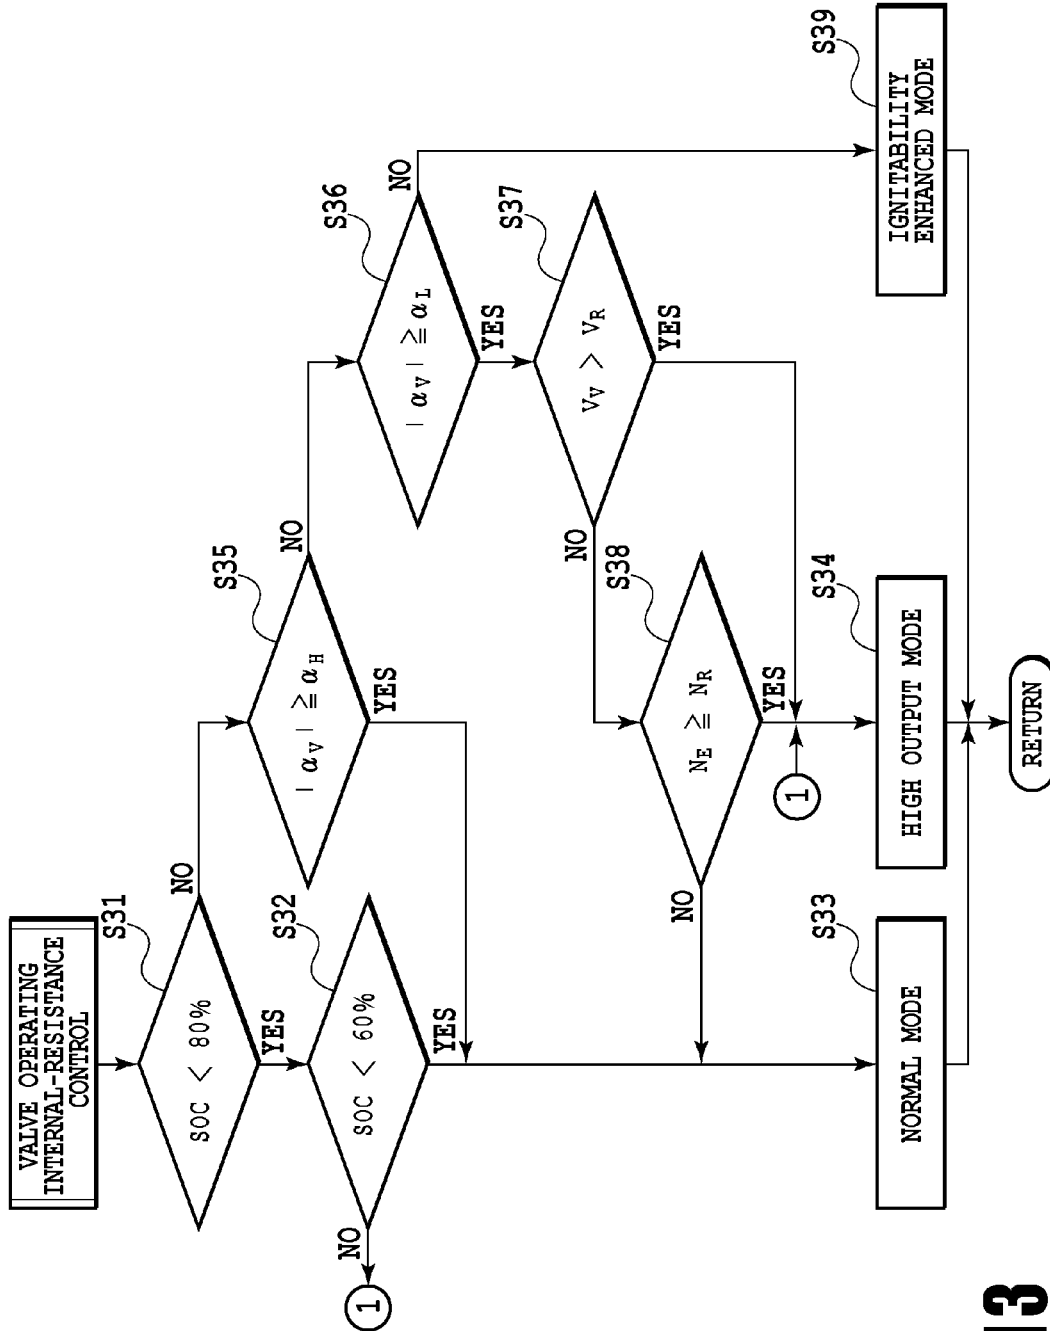 VALVE OPERATING
INTERNAL-RESISTANCE
CONTROL
S31
SOC < 80%
NO
YES
S32
SOC < 60%
NO
YES
1
S35
| αV | ≧ αH
NO
YES
S36
| αV | ≧ αL
NO
YES
S37
VV > VR
NO
YES
S38
NE ≧ NR
NO
YES
1
S33
NORMAL MODE
S34
HIGH OUTPUT MODE
S39
IGNITABILITY
ENHANCED MODE
RETURN